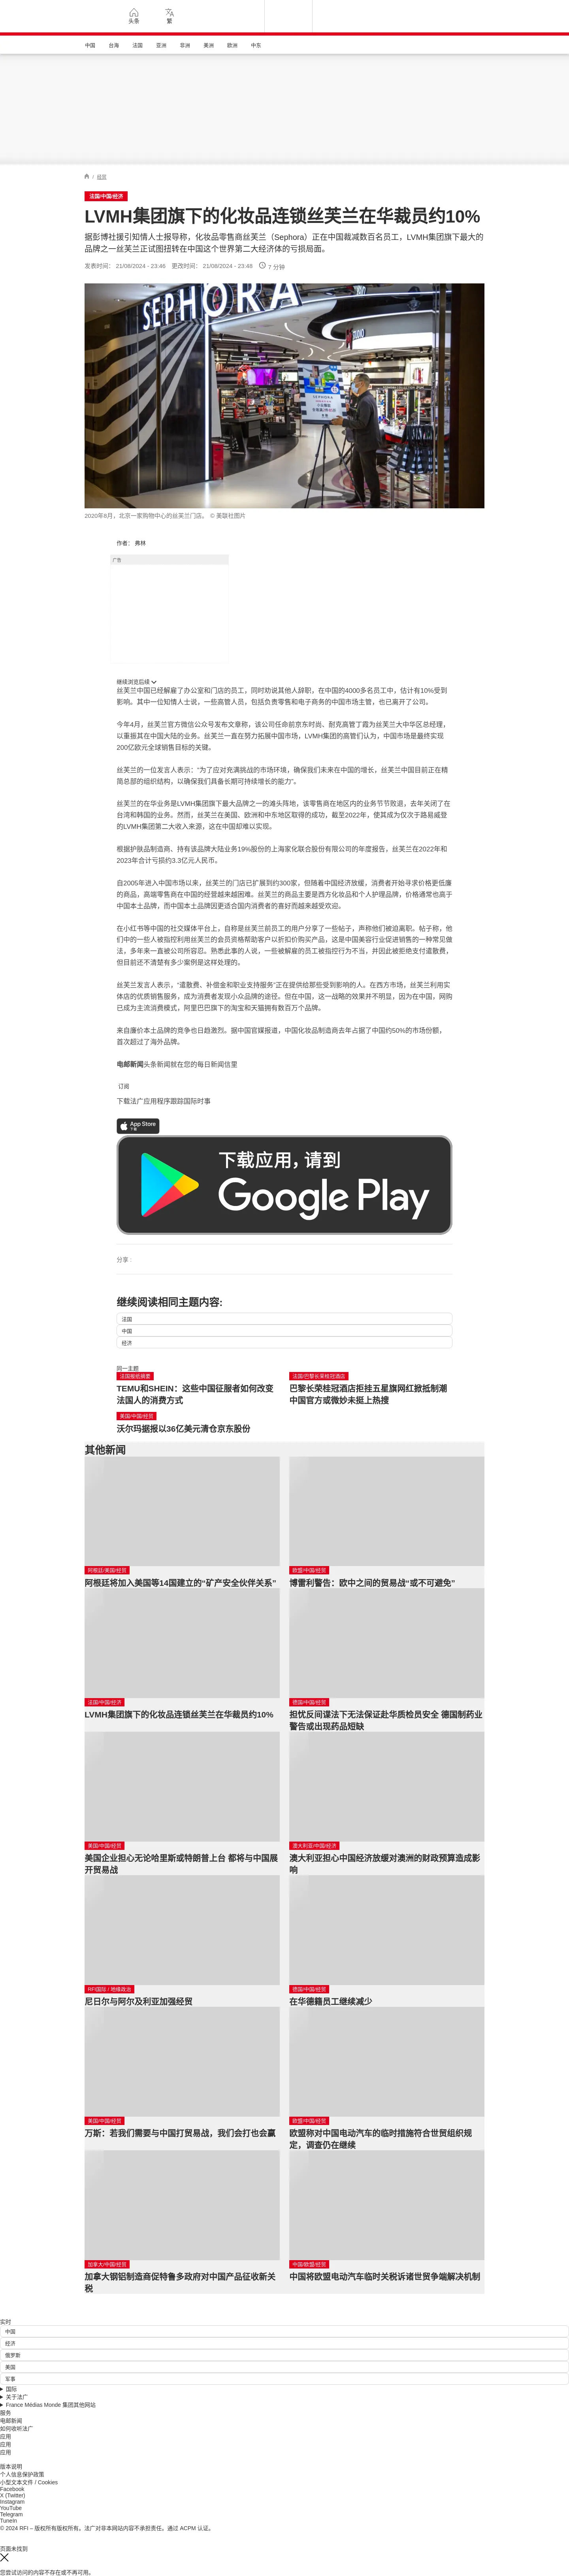 头条
繁
中国 台海 法国 亚洲 非洲 美洲 欧洲 中东
/ 经贸
法国/中国/经济
LVMH集团旗下的化妆品连锁丝芙兰在华裁员约10%
据彭博社援引知情人士报导称，化妆品零售商丝芙兰（Sephora）正在中国裁减数百名员工，LVMH集团旗下最大的
品牌之一丝芙兰正试图扭转在中国这个世界第二大经济体的亏损局面。
发表时间： 21/08/2024 - 23:46 更改时间： 21/08/2024 - 23:46 7 分钟
SEPHORA
2020年8月，北京一家购物中心的丝芙兰门店。 © 美联社图片
作者： 弗林
广告
继续浏览后续
丝芙兰中国已经解雇了办公室和门店的员工，同时劝说其他人辞职，在中国的4000多名员工中，估计有10%受到
影响。其中一位知情人士说，一些高管人员，包括负责零售和电子商务的中国市场主管，也已离开了公司。
今年4月，丝芙兰官方微信公众号发布文章称，该公司任命前京东时尚、耐克高管丁霞为丝芙兰大中华区总经理，
以重振其在中国大陆的业务。丝芙兰一直在努力拓展中国市场，LVMH集团的高管们认为，中国市场是最终实现
200亿欧元全球销售目标的关键。
丝芙兰的一位发言人表示：“为了应对充满挑战的市场环境，确保我们未来在中国的增长，丝芙兰中国目前正在精
简总部的组织结构，以确保我们具备长期可持续增长的能力”。
丝芙兰的在华业务是LVMH集团旗下最大品牌之一的滩头阵地，该零售商在地区内的业务节节败退，去年关闭了在
台湾和韩国的业务。然而，丝芙兰在美国、欧洲和中东地区取得的成功，截至2022年，使其成为仅次于路易威登
的LVMH集团第二大收入来源，这在中国却难以实现。
根据护肤品制造商、持有该品牌大陆业务19%股份的上海家化联合股份有限公司的年度报告，丝芙兰在2022年和
2023年合计亏损约3.3亿元人民币。
自2005年进入中国市场以来，丝芙兰的门店已扩展到约300家，但随着中国经济放缓，消费者开始寻求价格更低廉
的商品，高端零售商在中国的经营越来越困难。丝芙兰的商品主要是西方化妆品和个人护理品牌，价格通常也高于
中国本土品牌，而中国本土品牌因更适合国内消费者的喜好而越来越受欢迎。
在小红书等中国的社交媒体平台上，自称是丝芙兰前员工的用户分享了一些帖子，声称他们被迫离职。帖子称，他
们中的一些人被指控利用丝芙兰的会员资格帮助客户以折扣价购买产品，这是中国美容行业促进销售的一种常见做
法，多年来一直被公司所容忍。熟悉此事的人说，一些被解雇的员工被指控行为不当，并因此被拒绝支付遣散费，
但目前还不清楚有多少案例是这样处理的。
丝芙兰发言人表示，“遣散费、补偿金和职业支持服务”正在提供给那些受到影响的人。在西方市场，丝芙兰利用实
体店的优质销售服务，成为消费者发现小众品牌的途径。但在中国，这一战略的效果并不明显，因为在中国，网购
已成为主流消费模式，阿里巴巴旗下的淘宝和天猫拥有数百万个品牌。
来自廉价本土品牌的竞争也日趋激烈。据中国官媒报道，中国化妆品制造商去年占据了中国约50%的市场份额，
首次超过了海外品牌。
电邮新闻头条新闻就在您的每日新闻信里
订阅
下载法广应用程序跟踪国际时事
App Store
下载应用，请到
Google Play
分享 :
继续阅读相同主题内容:
法国
中国
经济
同一主题
法国报纸摘要
TEMU和SHEIN：这些中国征服者如何改变
法国人的消费方式
法国/巴黎长荣桂冠酒店
巴黎长荣桂冠酒店拒挂五星旗网红掀抵制潮
中国官方或微妙未挺上热搜
美国/中国/经贸
沃尔玛据报以36亿美元清仓京东股份
其他新闻
阿根廷/美国/经贸
阿根廷将加入美国等14国建立的“矿产安全伙伴关系”
欧盟/中国/经贸
博雷利警告：欧中之间的贸易战“或不可避免”
法国/中国/经济
LVMH集团旗下的化妆品连锁丝芙兰在华裁员约10%
德国/中国/经贸
担忧反间谍法下无法保证赴华质检员安全 德国制药业
警告或出现药品短缺
美国/中国/经贸
美国企业担心无论哈里斯或特朗普上台 都将与中国展
开贸易战
澳大利亚/中国/经济
澳大利亚担心中国经济放缓对澳洲的财政预算造成影
响
RFI国际 / 地缘政治
尼日尔与阿尔及利亚加强经贸
德国/中国/经贸
在华德籍员工继续减少
美国/中国/经贸
万斯：若我们需要与中国打贸易战，我们会打也会赢
欧盟/中国/经贸
欧盟称对中国电动汽车的临时措施符合世贸组织规
定，调查仍在继续
加拿大/中国/经贸
加拿大钢铝制造商促特鲁多政府对中国产品征收新关
税
中国/欧盟/经贸
中国将欧盟电动汽车临时关税诉诸世贸争端解决机制
实时
中国
经济
俄罗斯
美国
军事
国际
关于法广
France Médias Monde 集团其他网站
服务
电邮新闻
如何收听法广
应用
应用
应用
版本说明
个人信息保护政策
小型文本文件 / Cookies
Facebook
X (Twitter)
Instagram
YouTube
Telegram
TuneIn
© 2024 RFI – 版权所有版权所有。法广对非本网站内容不承担责任。通过 ACPM 认证。
页面未找到
您尝试访问的内容不存在或不再可用。